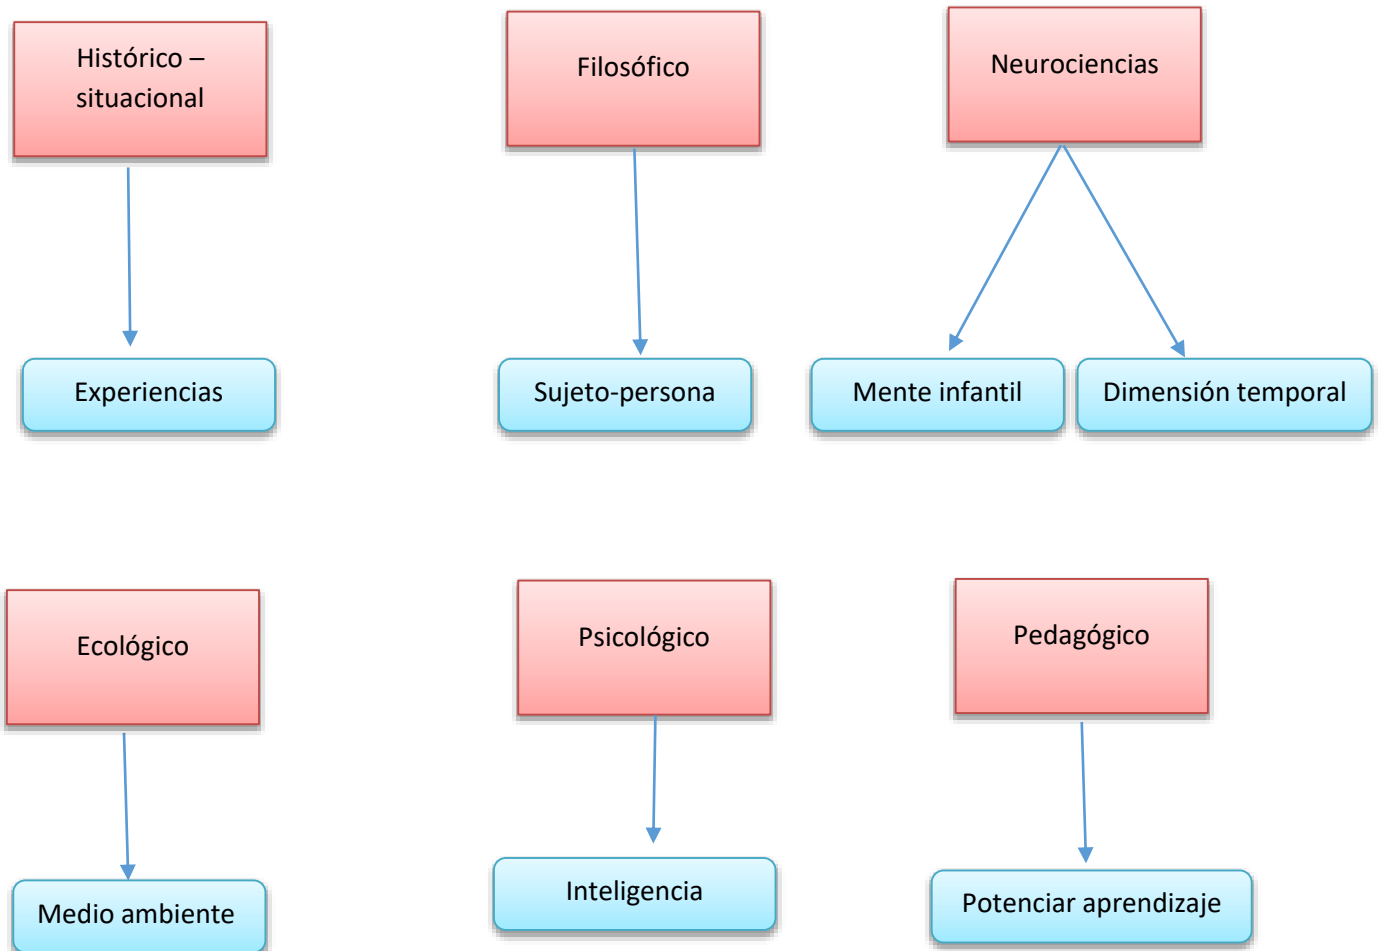 Histórico –
situacional
Filosófico
Neurociencias
Experiencias
Sujeto-persona
Mente infantil
Dimensión temporal
Ecológico
Psicológico
Pedagógico
Medio ambiente
Inteligencia
Potenciar aprendizaje